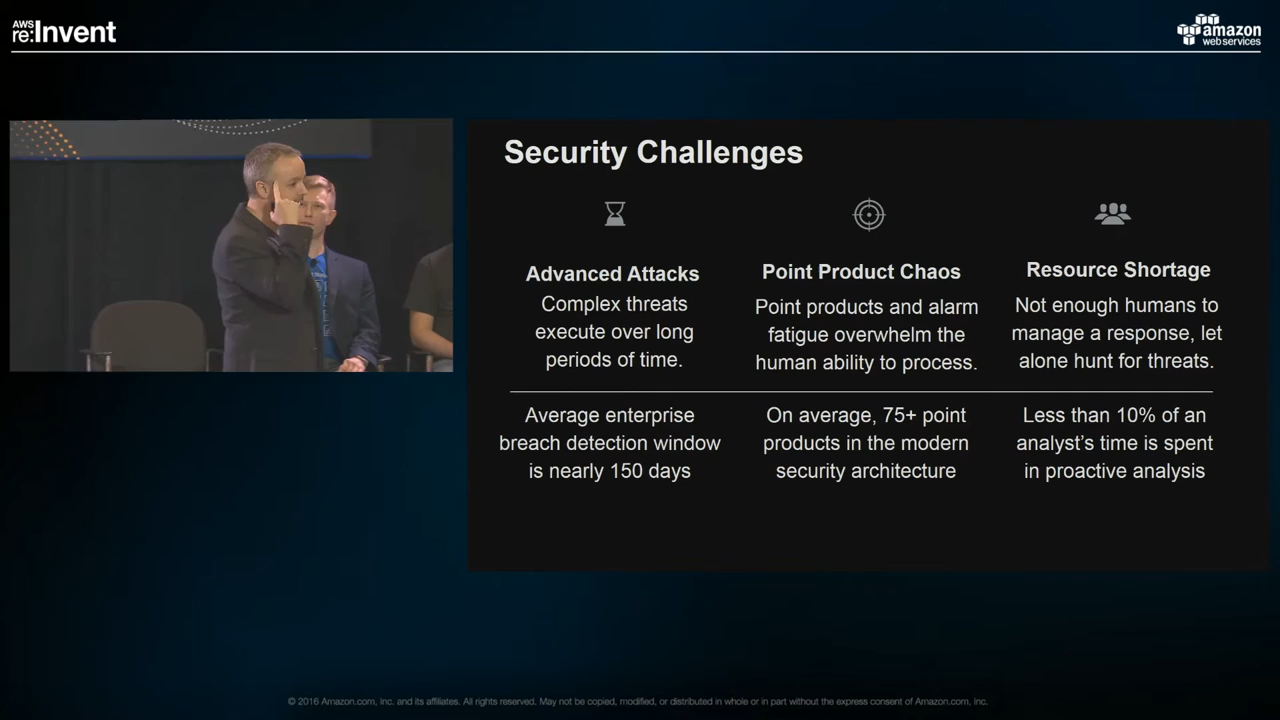 AWS
re:Invent
amazon
web services
Security Challenges
Advanced Attacks
Complex threats
execute over long
periods of time.
Point Product Chaos
Point products and alarm
fatigue overwhelm the
human ability to process.
Resource Shortage
Not enough humans to
manage a response, let
alone hunt for threats.
Average enterprise
breach detection window
is nearly 150 days
On average, 75+ point
products in the modern
security architecture
Less than 10% of an
analyst’s time is spent
in proactive analysis
© 2016 Amazon.com, Inc. and its affiliates. All rights reserved. May not be copied, modified, or distributed in whole or in part without the express consent of Amazon.com, Inc.